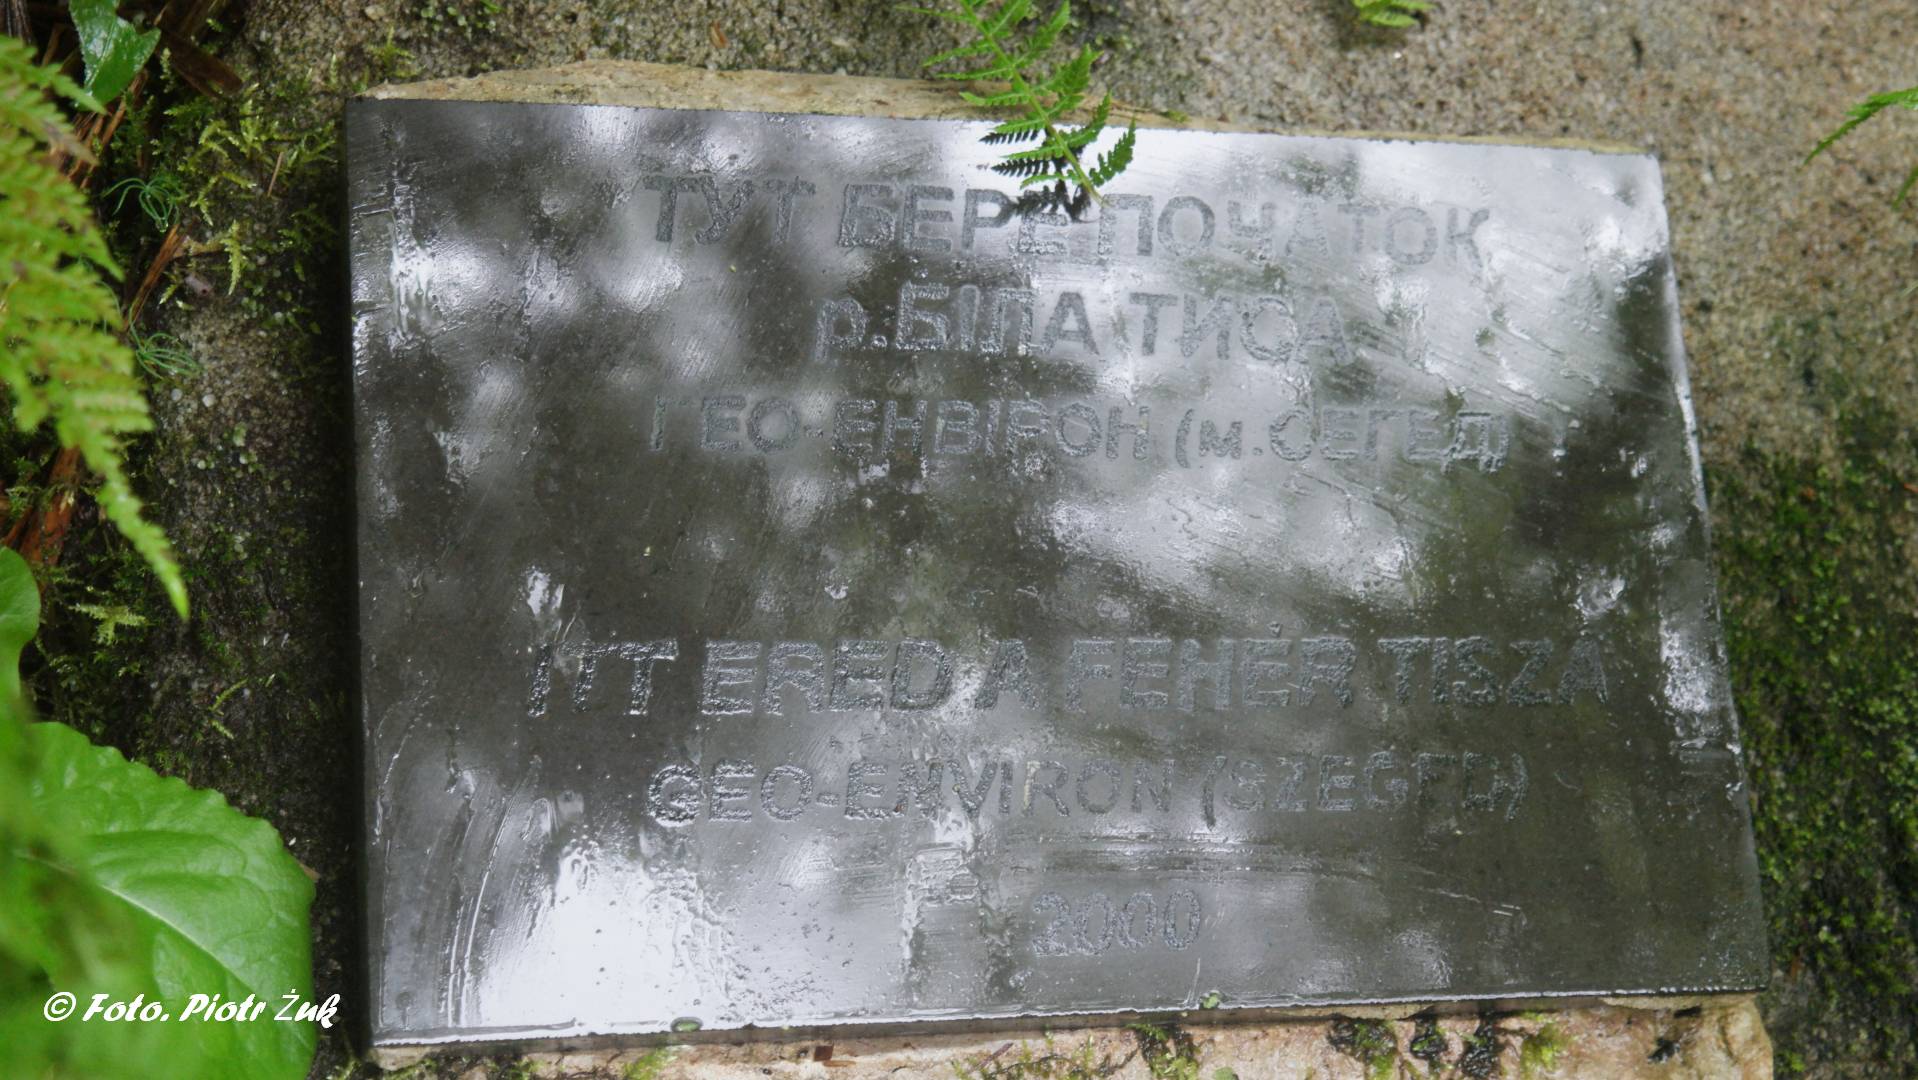 ТУТ БЕРЕ ПОЧАТОК
р.БІЛА ТИСА
ГЕО-ЕНВІРОН (м.СЕГЕД)
ITT ERED A FEHÉR TISZA
GEO-ENVIRON (SZEGED)
2000
© Foto. Piotr Żuk